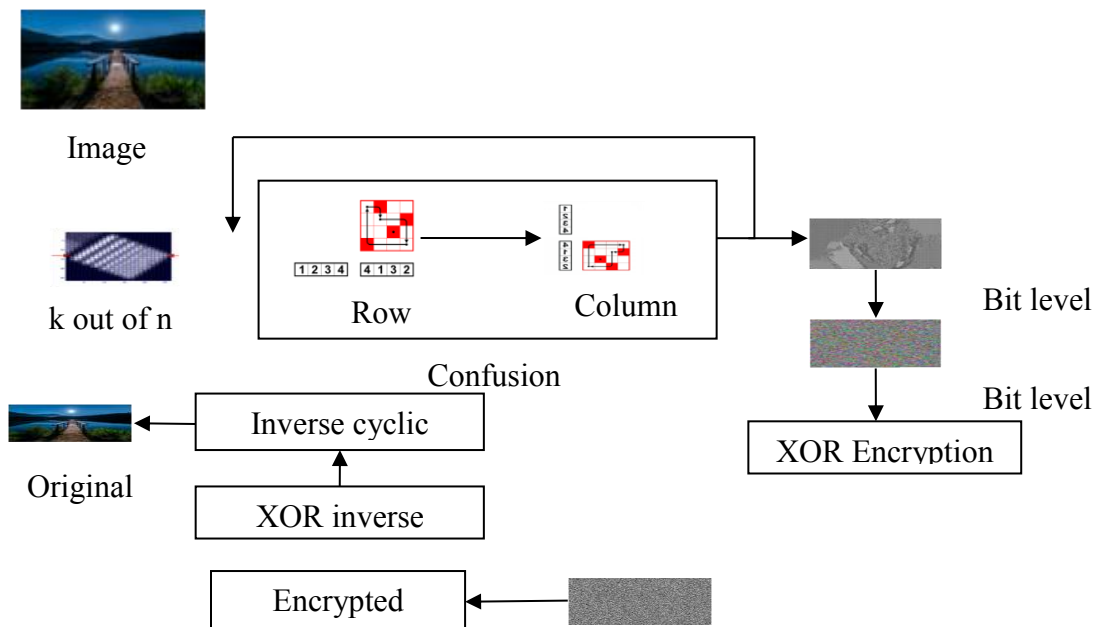 Image
k out of n
1 2 3 4
4 1 3 2
Row
Column
Confusion
Bit level
Bit level
XOR Encryption
Inverse cyclic
Original
XOR inverse
Encrypted